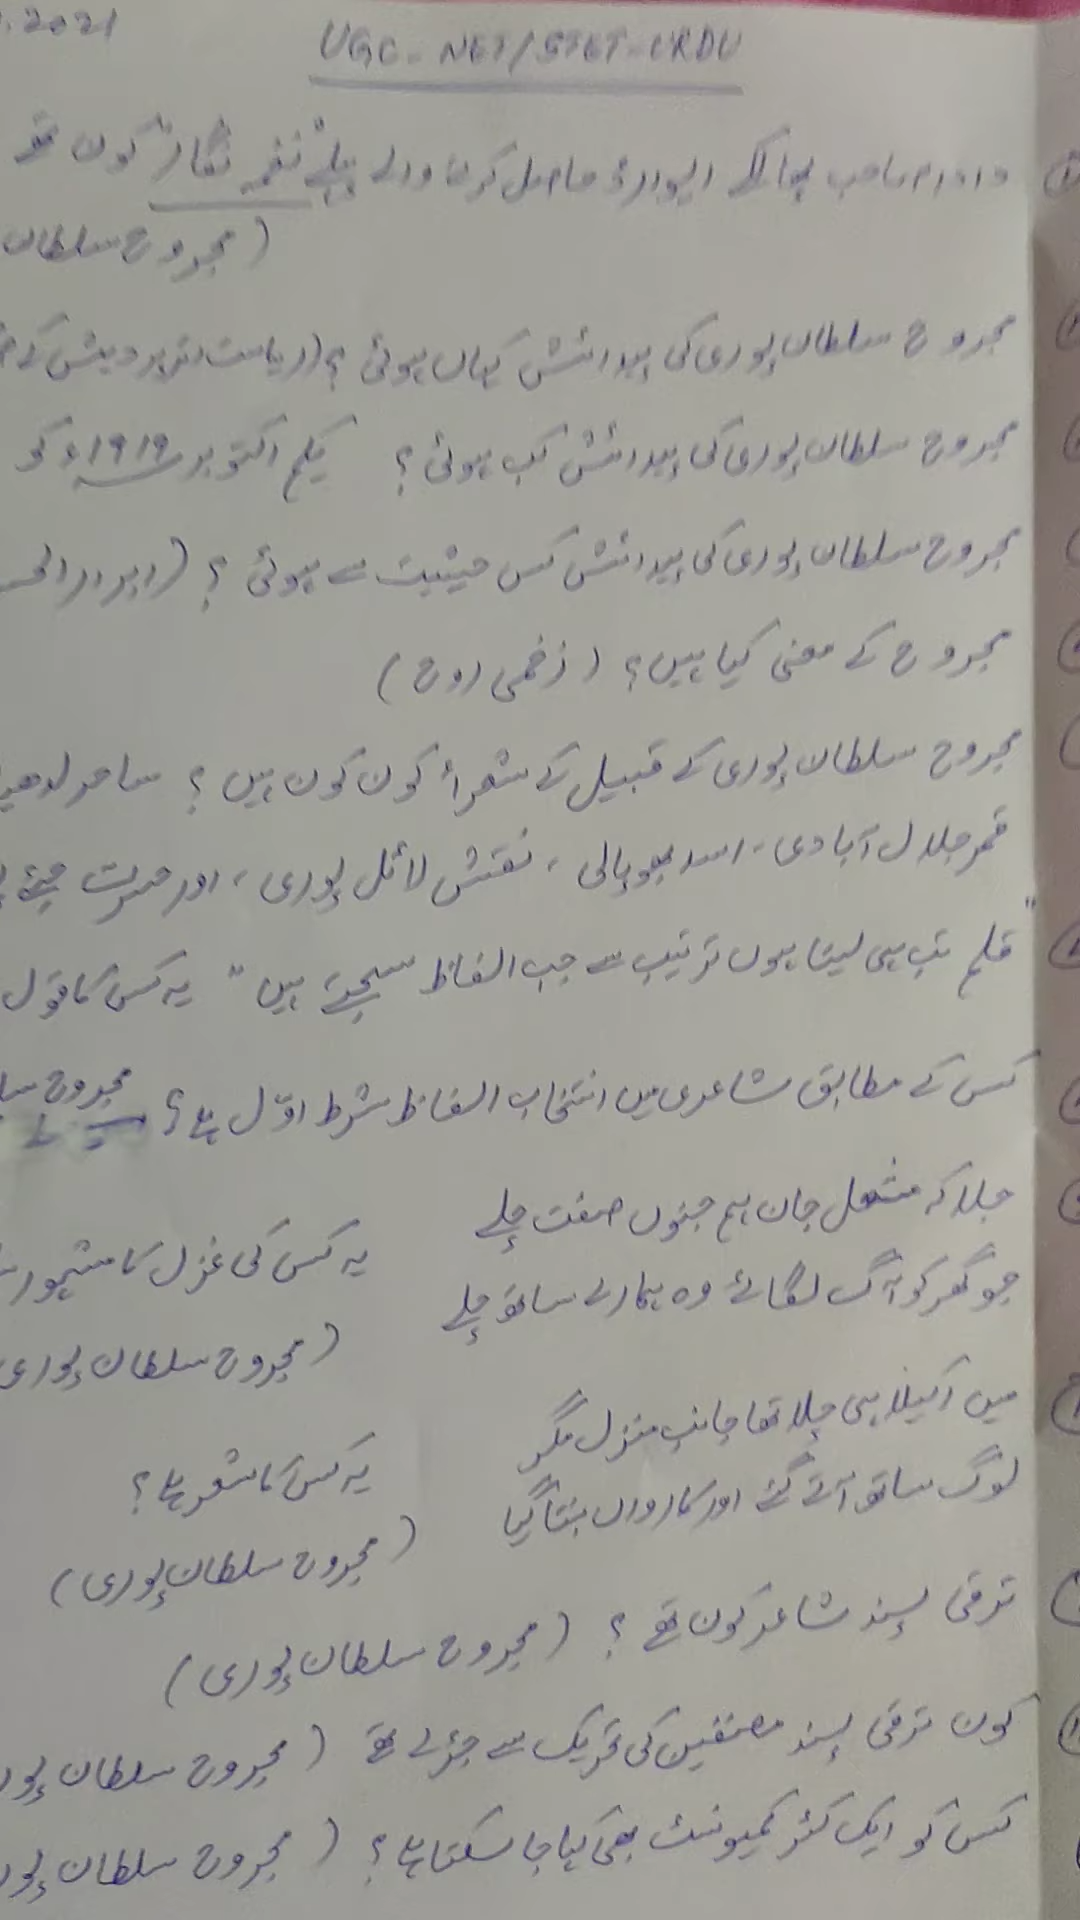 .2021
UGC-NET/STET-URDU
دادا صاحب پھالکے ایوارڈ حاصل کرنے والے پہلے "نغمہ نگار" کون تھے
(مجروح سلطان
مجروح سلطان پوری کی پیدائش کہاں ہوئی ؟ (ریاست اتر پردیش کے
مجروح سلطان پوری کی پیدائش کب ہوئی ؟ یکم اکتوبر ۱۹۱۹ء کو
مجروح سلطان پوری کی پیدائش کس حیثیت سے ہوئی ؟ (
مجروح کے معنی کیا ہیں؟ (زخمی روح)
مجروح سلطان پوری کے قبیل کے شعراء کون کون ہیں ؟ ساحر
قمر جلال آبادی، اسد بھوپالی، نقش لائل پوری، اور حسرت جئے
"قلم تب ہی لیتا ہوں ترتیب سے جب الفاظ سجتے ہیں" یہ کس کا قول
کس کے مطابق شاعری میں انتخاب الفاظ شرط اوّل ہے؟ مجروح
جلا کہ مشعل جان ہم جنوں صفت چلے
یہ کس کی غزل کا مشہور
جو گھر کو آگ لگائے وہ ہمارے ساتھ چلے
(مجروح سلطان پوری
میں اکیلا ہی چلا تھا جانب منزل مگر
یہ کس کا شعر ہے؟
لوگ ساتھ آتے گئے اور کارواں بنتا گیا
(مجروح سلطان پوری)
ترقی پسند شاعر کون تھے ؟ (مجروح سلطان پوری)
کون ترقی پسند مصنفین کی تحریک سے جڑے تھے (مجروح سلطان
کس کو ایک کٹر کمیونسٹ بھی کہا جا سکتا ہے؟ (مجروح سلطان